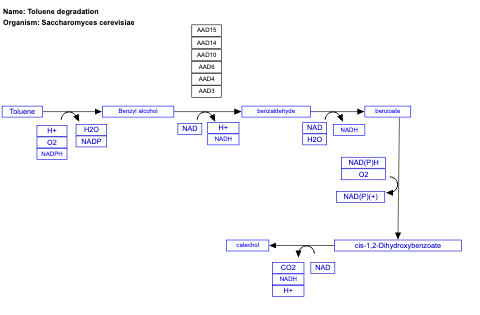 Name: Toluene degradation
Organism: Saccharomyces cerevisiae
AAD15
AAD14
AAD10
AAD6
AAD4
AAD3
Toluene
Benzyl alcohol
benzaldehyde
benzoate
H+
O2
NADPH
H2O
NADP
NAD
H+
NADH
NAD
H2O
NADH
NAD(P)H
O2
NAD(P)(+)
catechol
cis-1,2-Dihydroxybenzoate
CO2
NADH
H+
NAD